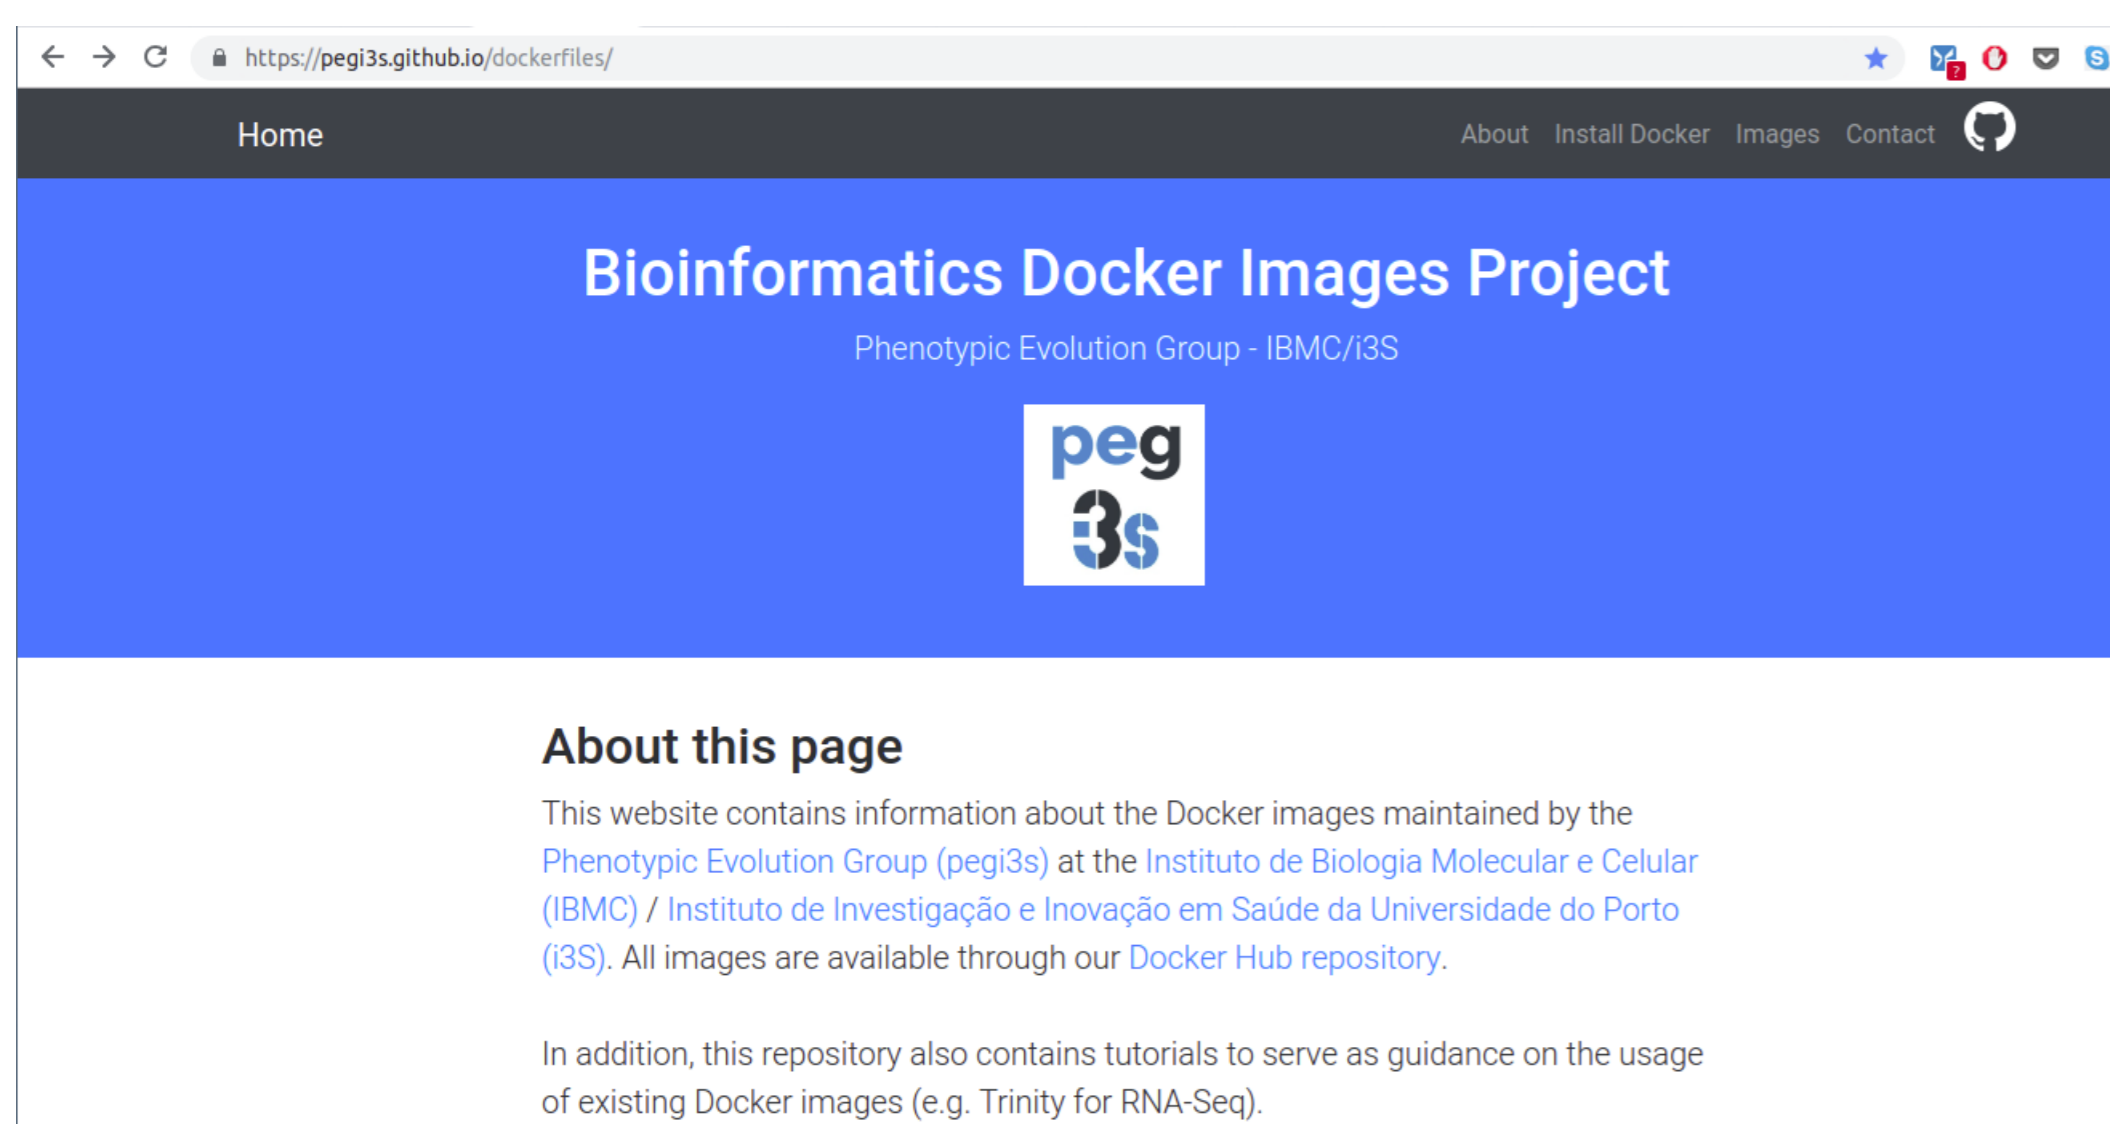 https://pegi3s.github.io/dockerfiles/
?
S
Home
About Install Docker Images Contact
Bioinformatics Docker Images Project
Phenotypic Evolution Group - IBMC/i3S
peg
i3s
About this page
This website contains information about the Docker images maintained by the
Phenotypic Evolution Group (pegi3s) at the Instituto de Biologia Molecular e Celular
(IBMC) / Instituto de Investigação e Inovação em Saúde da Universidade do Porto
(i3S). All images are available through our Docker Hub repository.
In addition, this repository also contains tutorials to serve as guidance on the usage
of existing Docker images (e.g. Trinity for RNA-Seq).